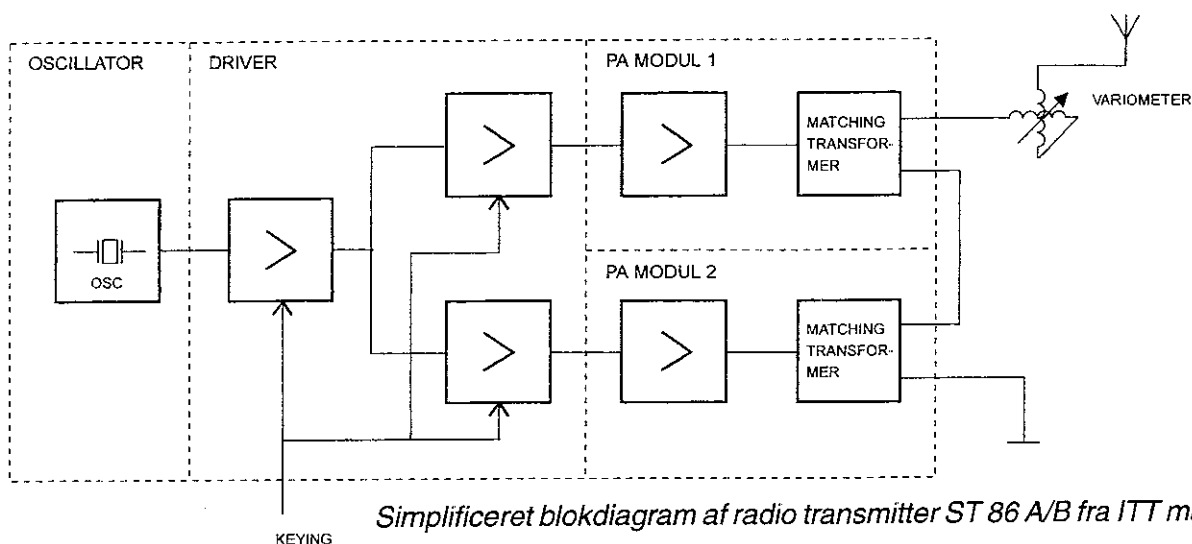 OSCILLATOR
DRIVER
PA MODUL 1
VARIOMETER
MATCHING
TRANSFOR-
MER
OSC
PA MODUL 2
MATCHING
TRANSFOR-
MER
KEYING
Simplificeret blokdiagram af radio transmitter ST 86 A/B fra ITT